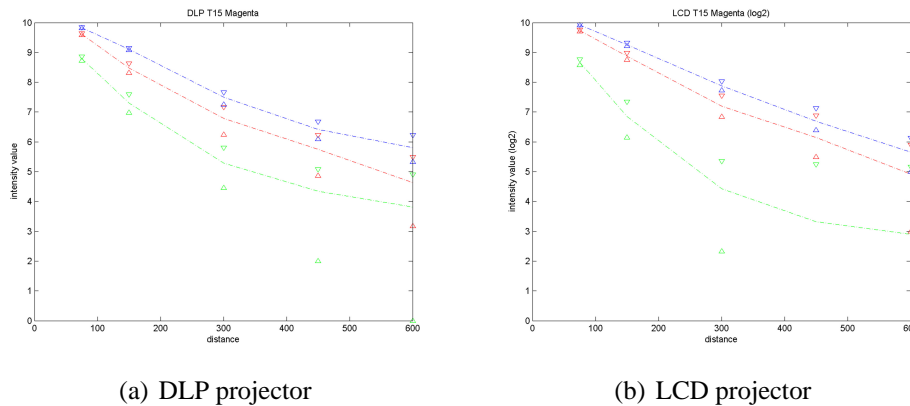 DLP T15 Magenta
10
9
8
7
6
5
4
3
2
1
0
intensity value
0 100 200 300 400 500 600
distance
LCD T15 Magenta (log2)
10
9
8
7
6
5
4
3
2
1
0
intensity value (log2)
0 100 200 300 400 500 600
distance
(a) DLP projector
(b) LCD projector